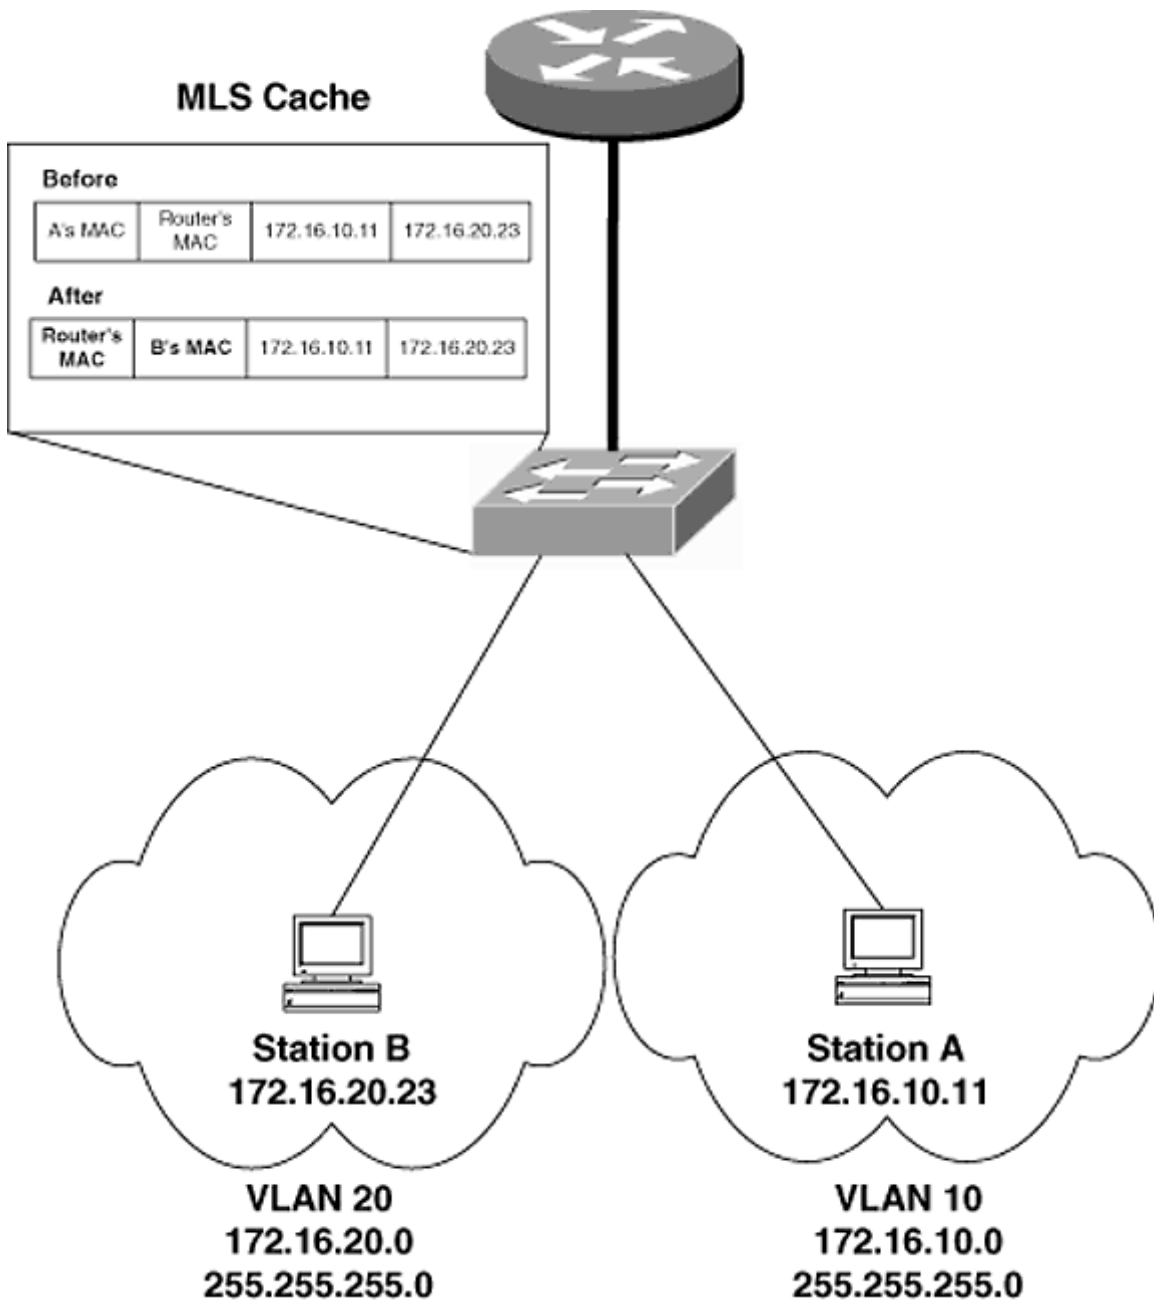 MLS Cache
Before
A's MAC
Router's
MAC
172.16.10.11
172.16.20.23
After
Router's
MAC
B's MAC
172.16.10.11
172.16.20.23
Station B
172.16.20.23
Station A
172.16.10.11
VLAN 20
172.16.20.0
255.255.255.0
VLAN 10
172.16.10.0
255.255.255.0